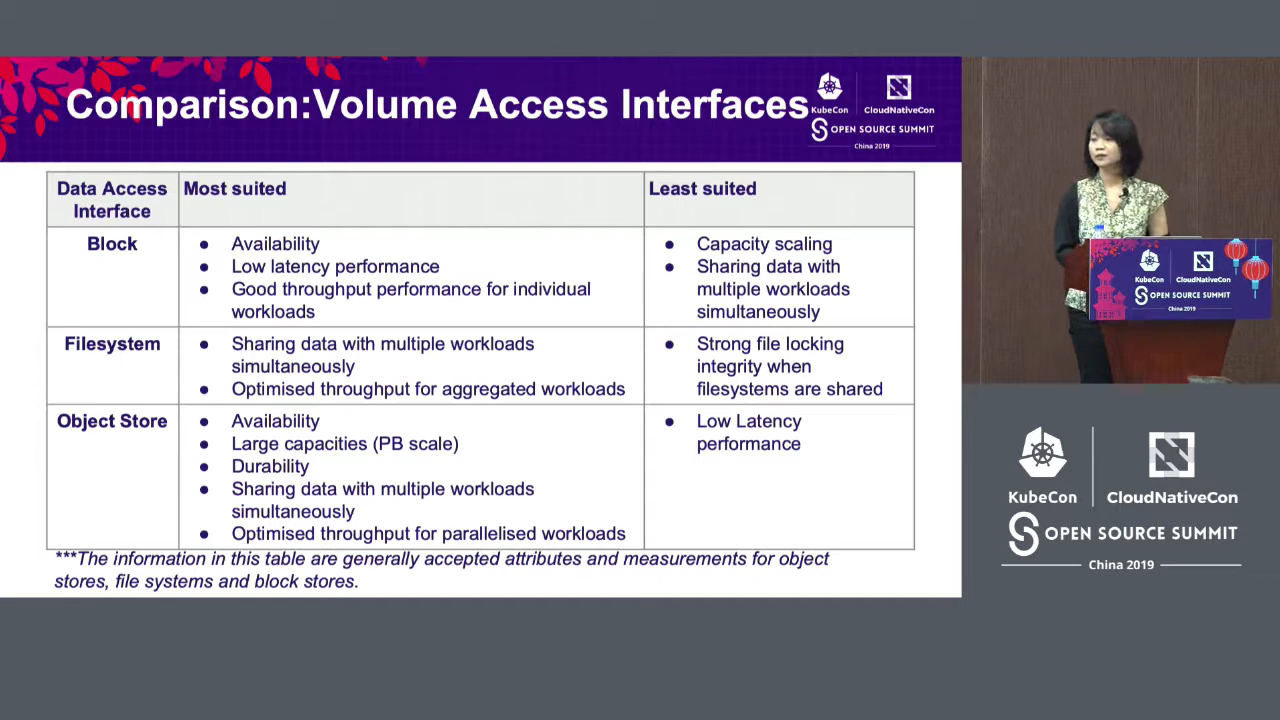 Comparison:Volume Access Interfaces
KubeCon
CloudNativeCon
OPEN SOURCE SUMMIT
China 2019
Data Access
Interface
Most suited
Least suited
Block
● Availability
● Low latency performance
● Good throughput performance for individual
workloads
● Capacity scaling
● Sharing data with
multiple workloads
simultaneously
Filesystem
● Sharing data with multiple workloads
simultaneously
● Optimised throughput for aggregated workloads
● Strong file locking
integrity when
filesystems are shared
Object Store
● Availability
● Large capacities (PB scale)
● Durability
● Sharing data with multiple workloads
simultaneously
● Optimised throughput for parallelised workloads
● Low Latency
performance
***The information in this table are generally accepted attributes and measurements for object
stores, file systems and block stores.
KubeCon
CloudNativeCon
OPEN SOURCE SUMMIT
China 2019
KubeCon
CloudNativeCon
OPEN SOURCE SUMMIT
China 2019